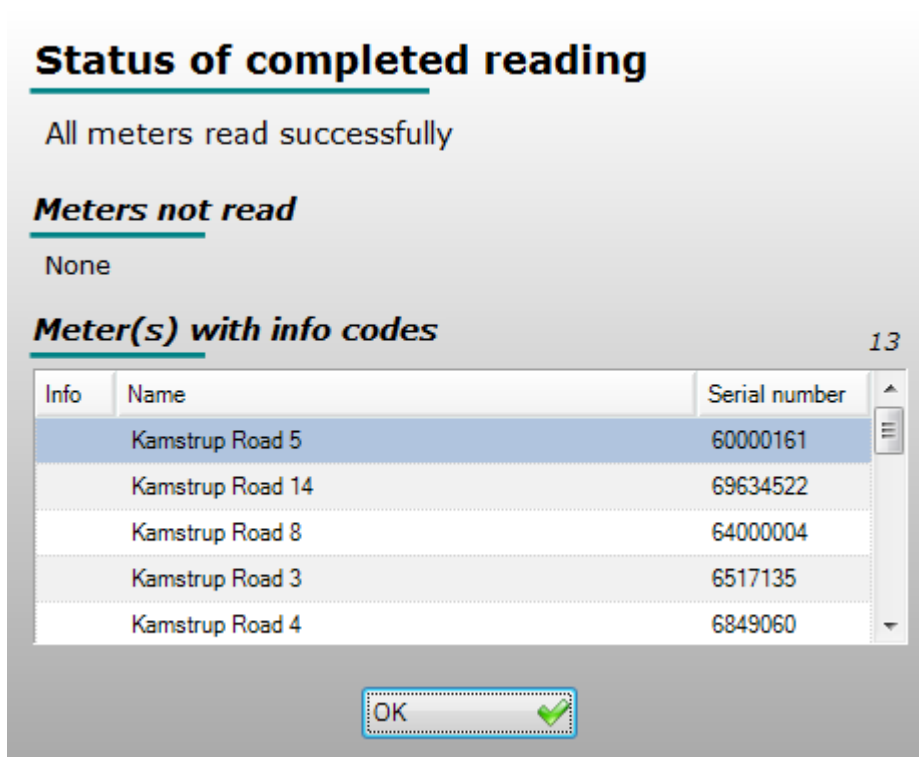 Status of completed reading
All meters read successfully
Meters not read
None
Meter(s) with info codes
13
Info Name Serial number
Kamstrup Road 5 60000161
Kamstrup Road 14 69634522
Kamstrup Road 8 64000004
Kamstrup Road 3 6517135
Kamstrup Road 4 6849060
OK